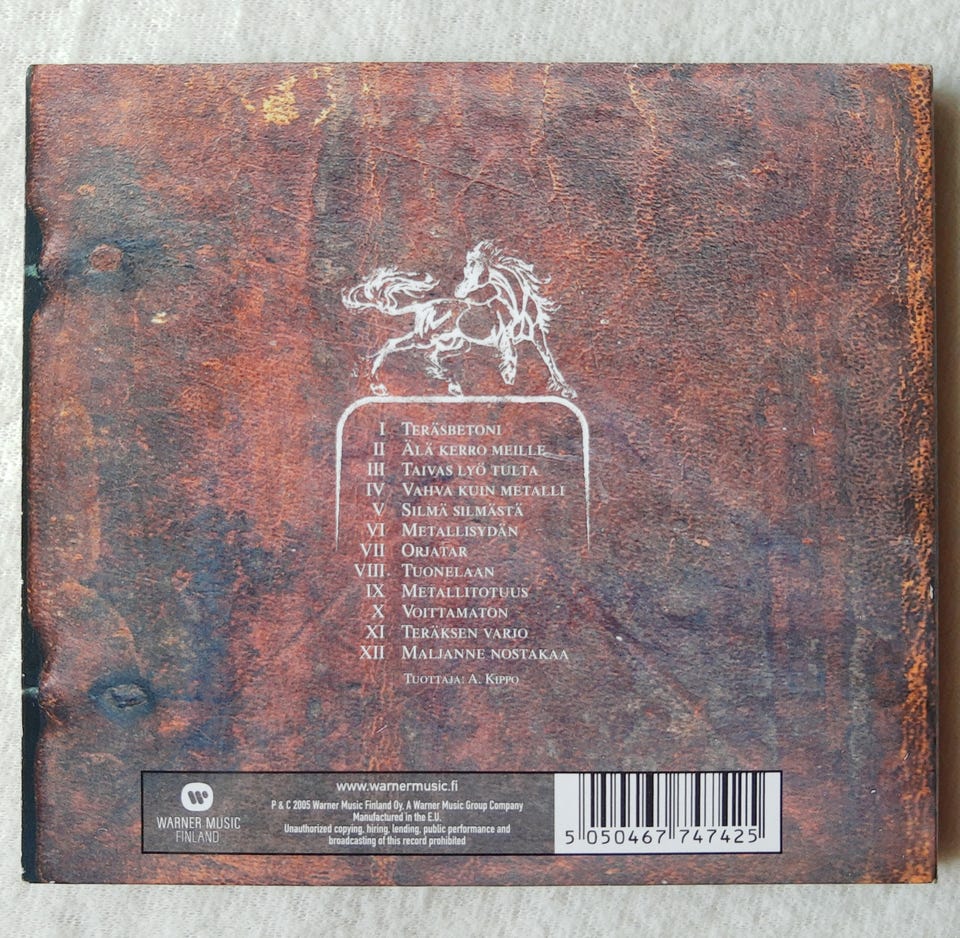 I Teräsbetoni
II Älä kerro meille
III Taivas lyö tulta
IV Vahva kuin metalli
V Silmä silmästä
VI Metallisydän
VII Orjatar
VIII Tuonelaan
IX Metallitotuus
X Voittamaton
XI Teräksen varjo
XII Maljanne nostakaa
Tuottaja: A. Kippo
WARNER MUSIC
FINLAND
www.warnermusic.fi
P & C 2005 Warner Music Finland Oy, A Warner Music Group Company
Manufactured in the E.U.
Unauthorized copying, hiring, lending, public performance and
broadcasting of this record prohibited
5 050467 747425